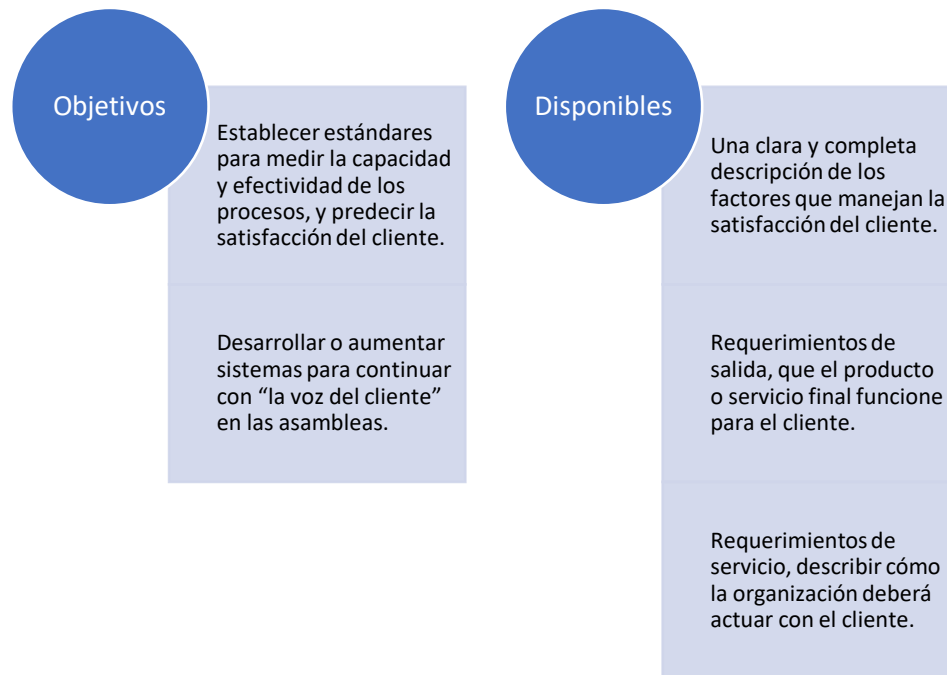 Objetivos
Establecer estándares
para medir la capacidad
y efectividad de los
procesos, y predecir la
satisfacción del cliente.
Desarrollar o aumentar
sistemas para continuar
con “la voz del cliente”
en las asambleas.
Disponibles
Una clara y completa
descripción de los
factores que manejan la
satisfacción del cliente.
Requerimientos de
salida, que el producto
o servicio final funcione
para el cliente.
Requerimientos de
servicio, describir cómo
la organización deberá
actuar con el cliente.